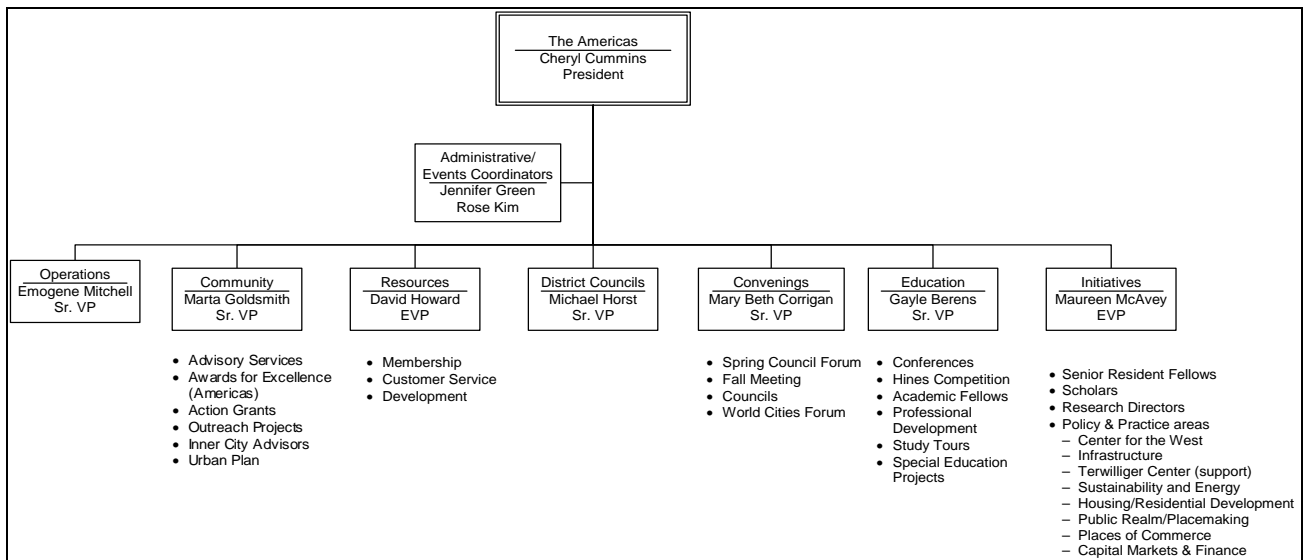 The Americas
Cheryl Cummins
President
Administrative/
Events Coordinators
Jennifer Green
Rose Kim
Operations
Emogene Mitchell
Sr. VP
Community
Marta Goldsmith
Sr. VP
• Advisory Services
• Awards for Excellence
(Americas)
• Action Grants
• Outreach Projects
• Inner City Advisors
• Urban Plan
Resources
David Howard
EVP
• Membership
• Customer Service
• Development
District Councils
Michael Horst
Sr. VP
Convenings
Mary Beth Corrigan
Sr. VP
• Spring Council Forum
• Fall Meeting
• Councils
• World Cities Forum
Education
Gayle Berens
Sr. VP
• Conferences
• Hines Competition
• Academic Fellows
• Professional
Development
• Study Tours
• Special Education
Projects
Initiatives
Maureen McAvey
EVP
• Senior Resident Fellows
• Scholars
• Research Directors
• Policy & Practice areas
– Center for the West
– Infrastructure
– Terwilliger Center (support)
– Sustainability and Energy
– Housing/Residential Development
– Public Realm/Placemaking
– Places of Commerce
– Capital Markets & Finance